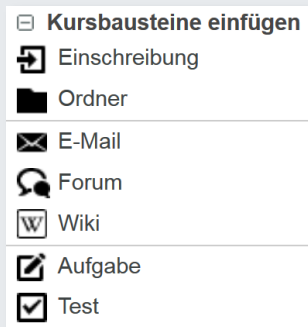 Kursbausteine einfügen
Einschreibung
Ordner
E-Mail
Forum
Wiki
Aufgabe
Test